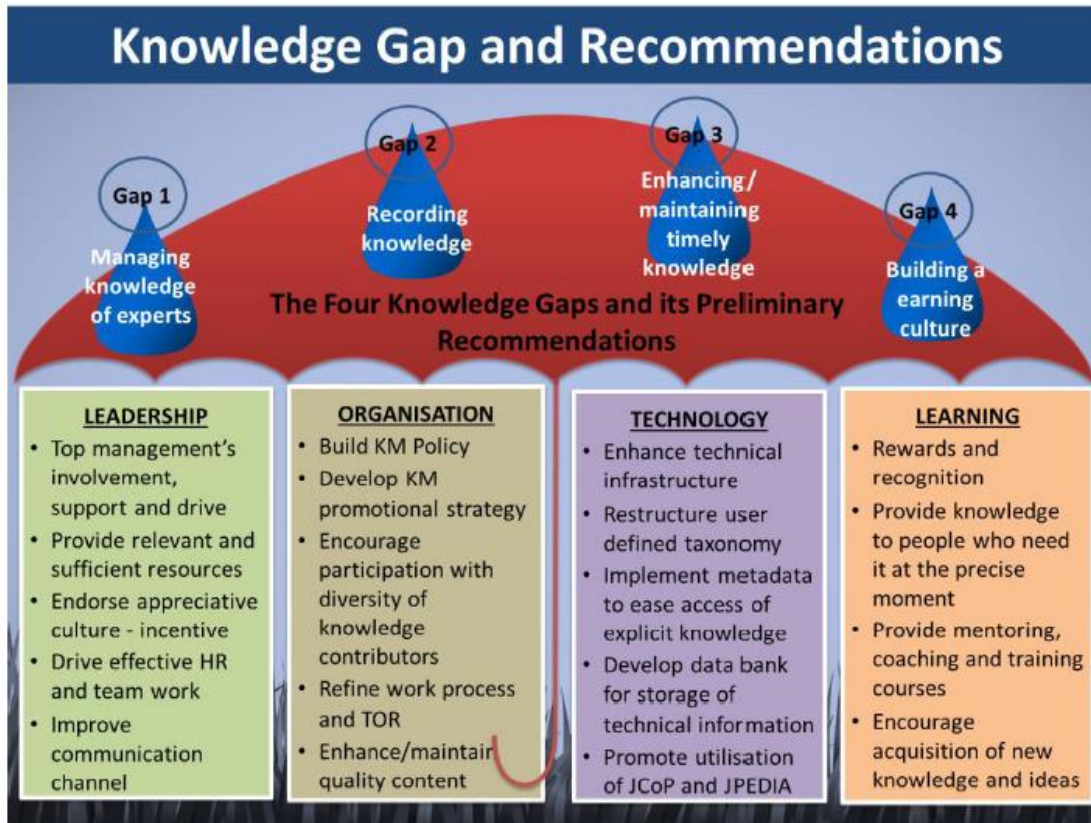 Knowledge Gap and Recommendations
Gap 1
Managing
knowledge
of experts
Gap 2
Recording
knowledge
Gap 3
Enhancing/
maintaining
timely
knowledge
Gap 4
Building a
earning
culture
The Four Knowledge Gaps and its Preliminary
Recommendations
LEADERSHIP
• Top management's
involvement,
support and drive
• Provide relevant and
sufficient resources
• Endorse appreciative
culture - incentive
• Drive effective HR
and team work
• Improve
communication
channel
ORGANISATION
• Build KM Policy
• Develop KM
promotional strategy
• Encourage
participation with
diversity of
knowledge
contributors
• Refine work process
and TOR
• Enhance/maintain
quality content
TECHNOLOGY
• Enhance technical
infrastructure
• Restructure user
defined taxonomy
• Implement metadata
to ease access of
explicit knowledge
• Develop data bank
for storage of
technical information
• Promote utilisation
of JCoP and JPEDIA
LEARNING
• Rewards and
recognition
• Provide knowledge
to people who need
it at the precise
moment
• Provide mentoring,
coaching and training
courses
• Encourage
acquisition of new
knowledge and ideas